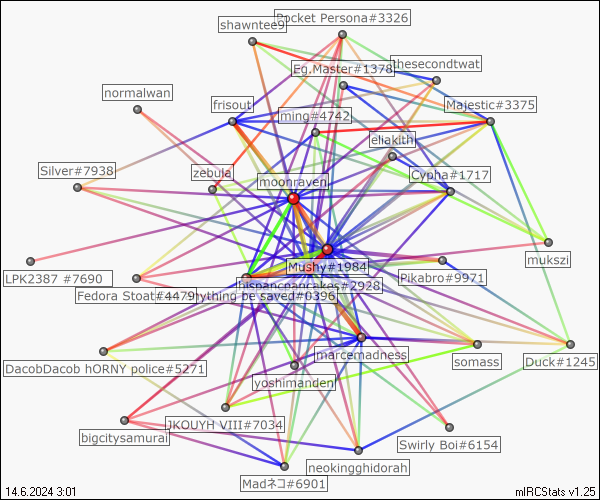 shawntee9
Pocket Persona#3326
Eg.Master#1378
thesecondtwat
normalwan
frisout
ming#4742
Majestic#3375
eliakith
Silver#7938
zebula
moonraven
Cypha#1717
mukszi
LPK2387 #7690
Mushy#1984
Pikabro#9971
hispancpancakes#2928
Fedora Stoat#4479
ything be saved#0396
marcemadness
DacobDacob hORNY police#5271
somass
Duck#1245
yoshimanden
JKOUYH VIII#7034
bigcitysamurai
Swirly Boi#6154
neokingghidorah
Madネコ#6901
14.6.2024 3:01
mIRCStats v1.25